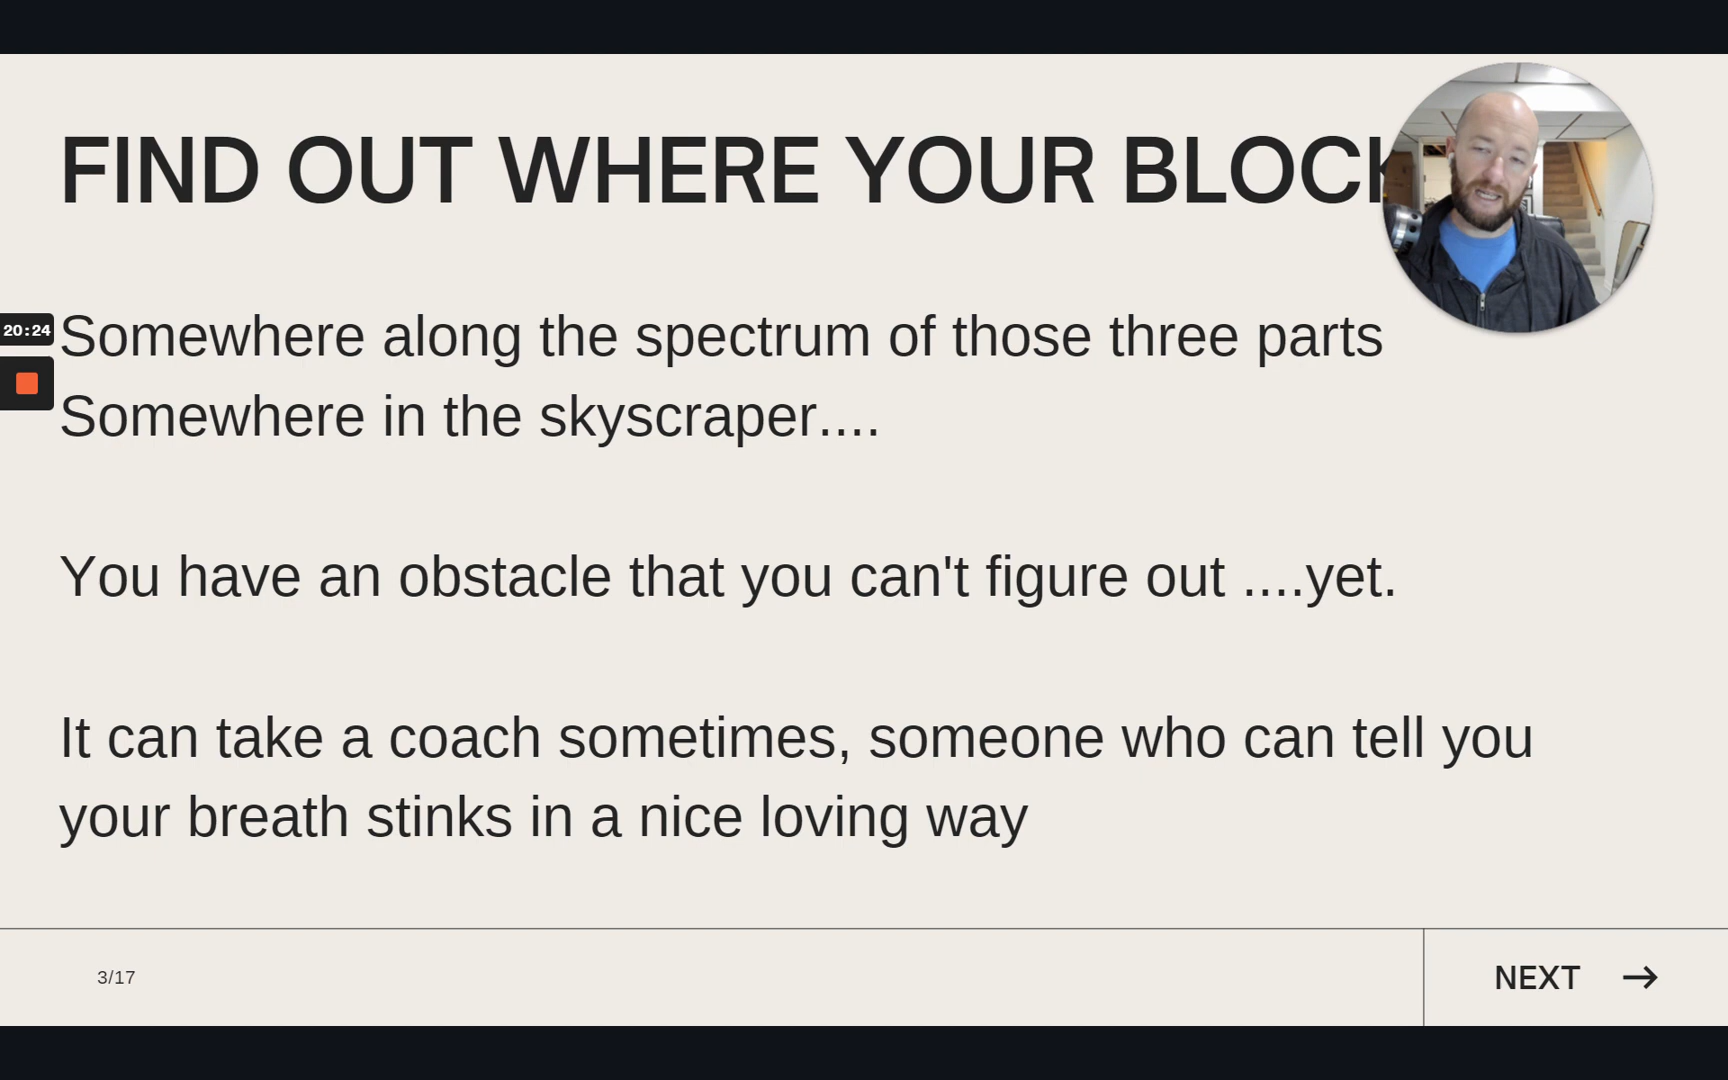 FIND OUT WHERE YOUR BLOCK
Somewhere along the spectrum of those three parts
20:24
Somewhere in the skyscraper....
You have an obstacle that you can't figure out ....yet.
It can take a coach sometimes, someone who can tell you
your breath stinks in a nice loving way
3/17
NEXT